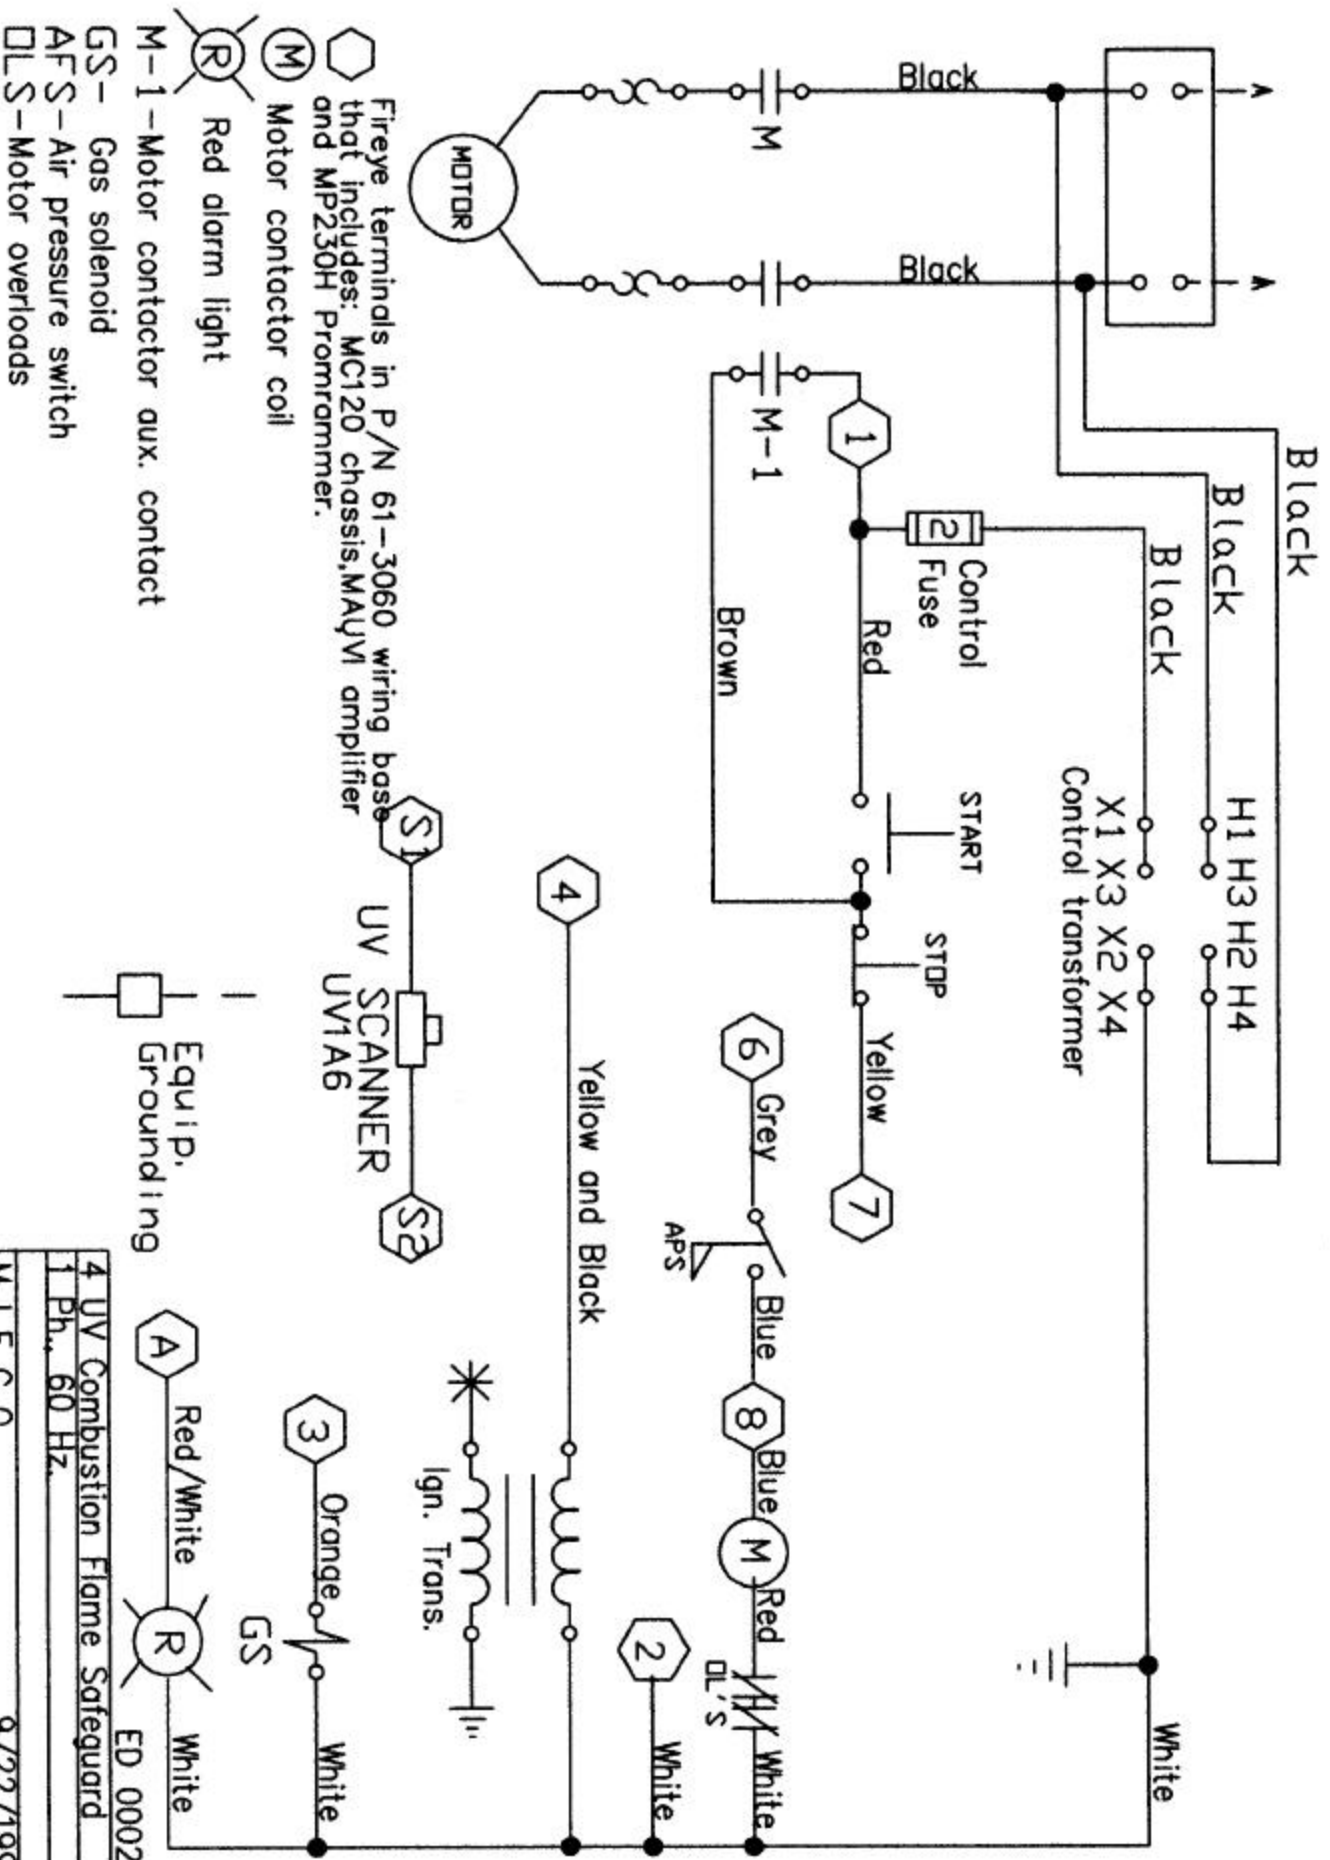 A
A
Black
Black
Black
Black
Black
H1 H3 H2 H4
X1 X3 X2 X4
Control transformer
White
2
Control
Fuse
1
Red
START
STOP
Yellow
7
M
M-1
Brown
6
Grey
APS
Blue
8
Blue
M
Red
OL'S
White
2
White
MOTOR
4
Yellow and Black
Ign. Trans.
S1
UV SCANNER
UV1A6
S2
3
Orange
GS
White
A
Red/White
R
White
Equip.
Grounding
Fireye terminals in P/N 61-3060 wiring base
that includes: MC120 chassis,MAUV1 amplifier
and MP230H Promrammer.
M Motor contactor coil
R Red alarm light
M-1-Motor contactor aux. contact
GS- Gas solenoid
AFS-Air pressure switch
OLS-Motor overloads
ED 0002
4 UV Combustion Flame Safeguard
1 Ph., 60 Hz.